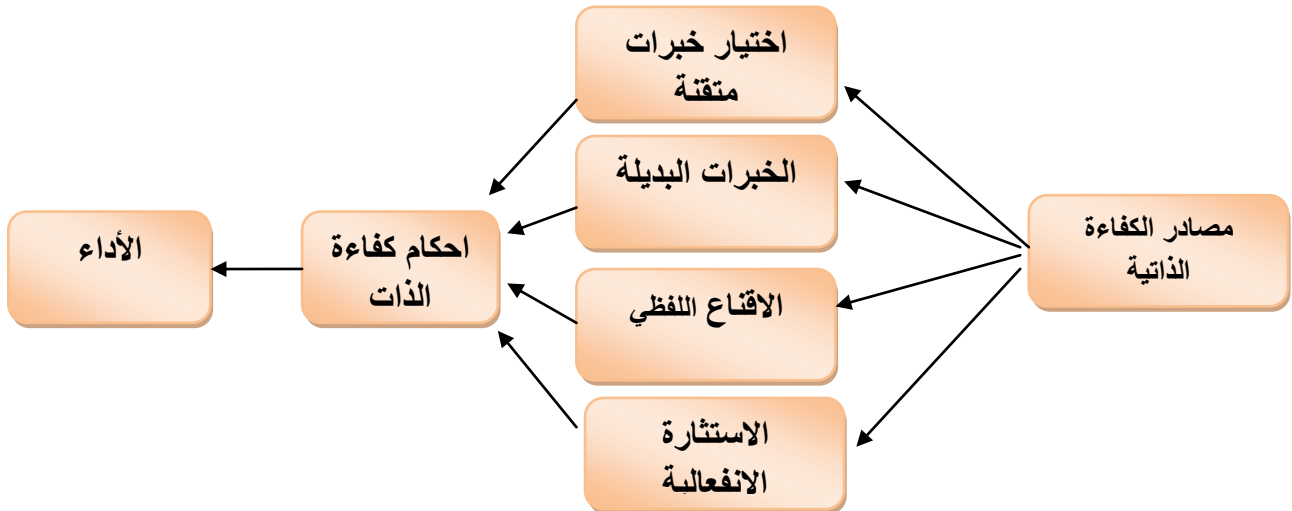 مصادر الكفاءة
الذاتية
اختيار خبرات
متقنة
الخبرات البديلة
الاقناع اللفظي
الاستثارة
الانفعالية
احكام كفاءة
الذات
الأداء